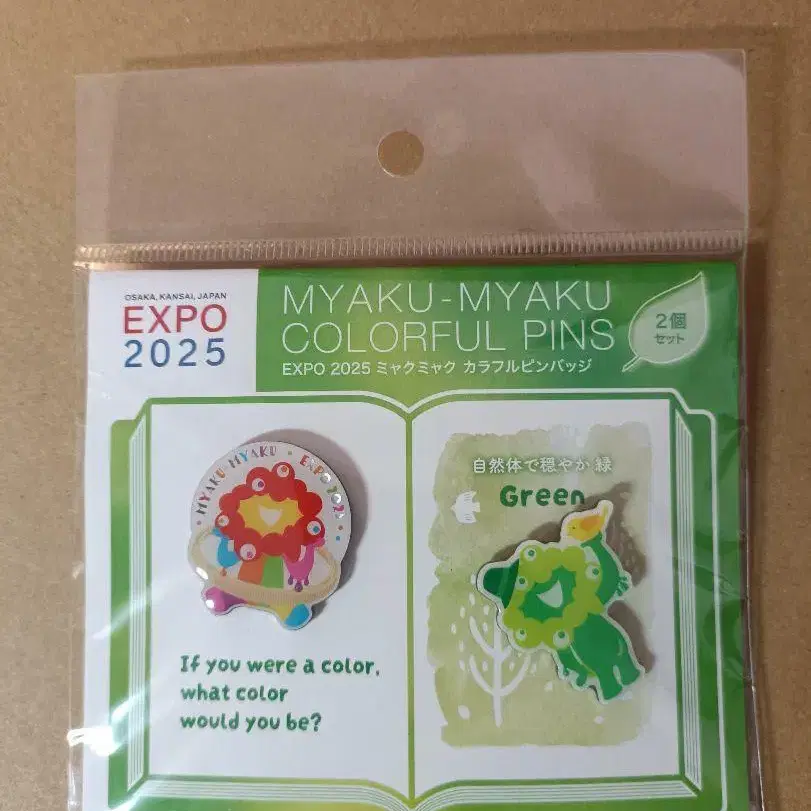 OSAKA, KANSAI, JAPAN
EXPO
2025
MYAKU-MYAKU
COLORFUL PINS
EXPO 2025 ミャクミャク カラフルピンバッジ
2個
セット
MYAKU-MYAKU • EXPO 2025
自然体で穏やか 緑
Green
If you were a color,
what color
would you be?